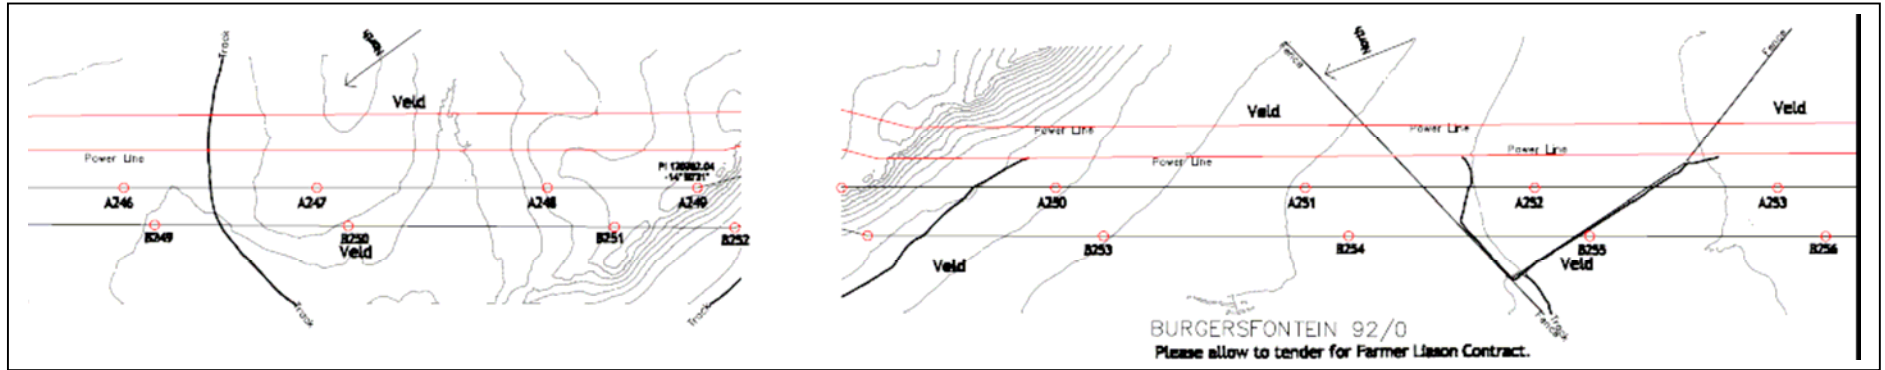 Track
North
Veld
Power Line
A246
A247
A248
A249
B249
B250
B251
B252
Veld
Track
Track
Fence
North
Fence
Veld
Veld
Power Line
Power Line
Power Line
Power Line
A250
A251
A252
A253
B253
B254
B255
B256
Veld
Veld
Track
Fence
BURGERSFONTEIN 92/0
Please allow to tender for Farmer Liason Contract.